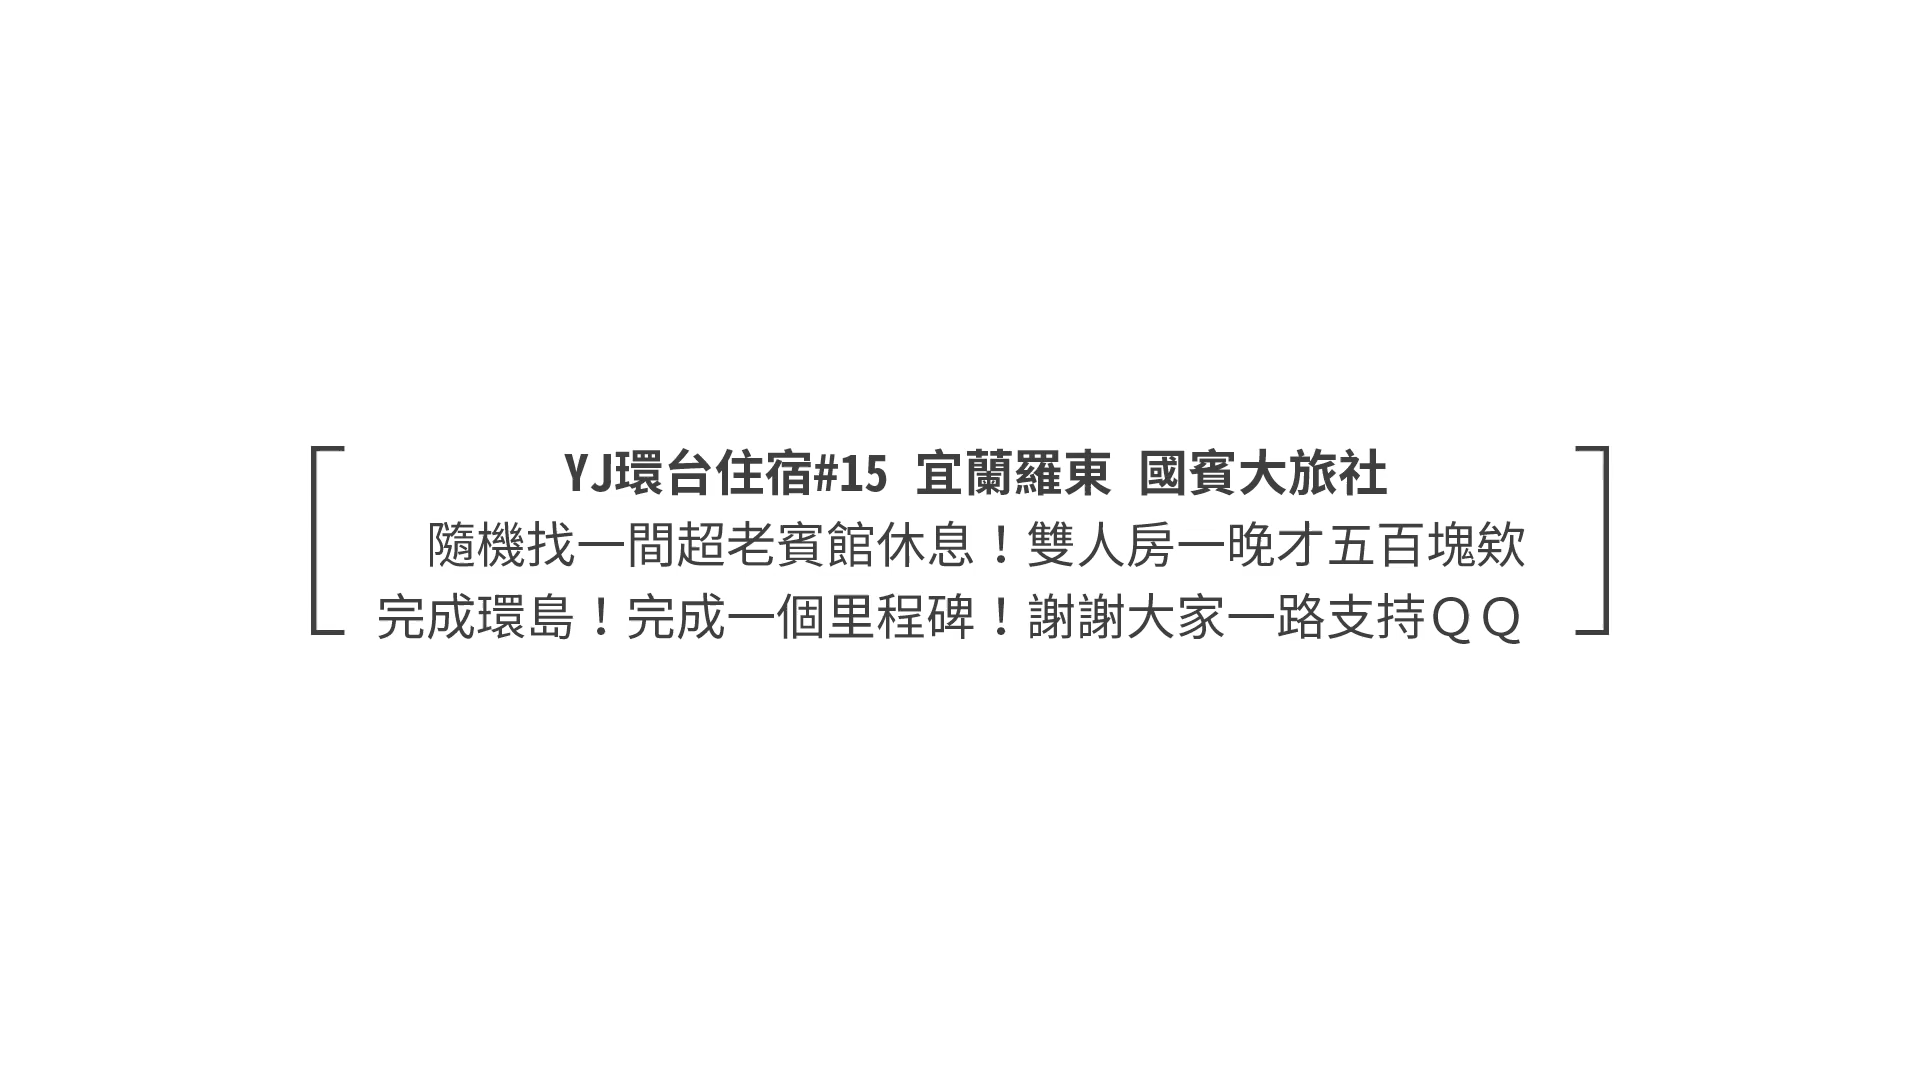 YJ環台住宿#15 宜蘭羅東 國賓大旅社
隨機找一間超老賓館休息！雙人房一晚才五百塊欸
完成環島！完成一個里程碑！謝謝大家一路支持ＱＱ